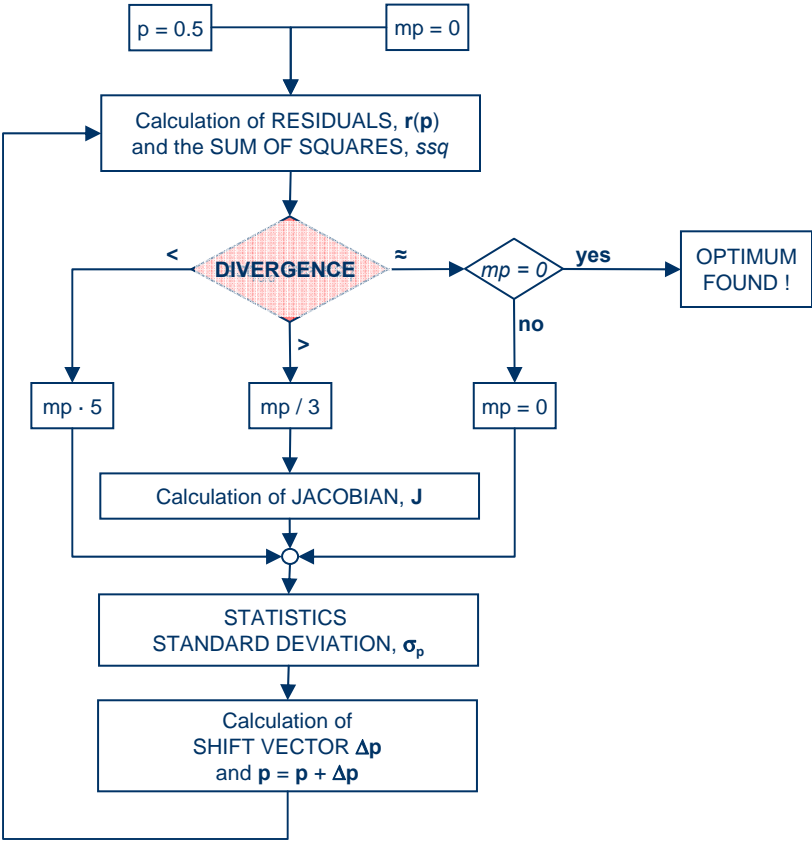 p = 0.5
mp = 0
Calculation of RESIDUALS, r(p)
and the SUM OF SQUARES, ssq
<
DIVERGENCE
≈
mp = 0
yes
OPTIMUM
FOUND !
no
>
mp · 5
mp / 3
mp = 0
Calculation of JACOBIAN, J
STATISTICS
STANDARD DEVIATION, σp
Calculation of
SHIFT VECTOR Δp
and p = p + Δp